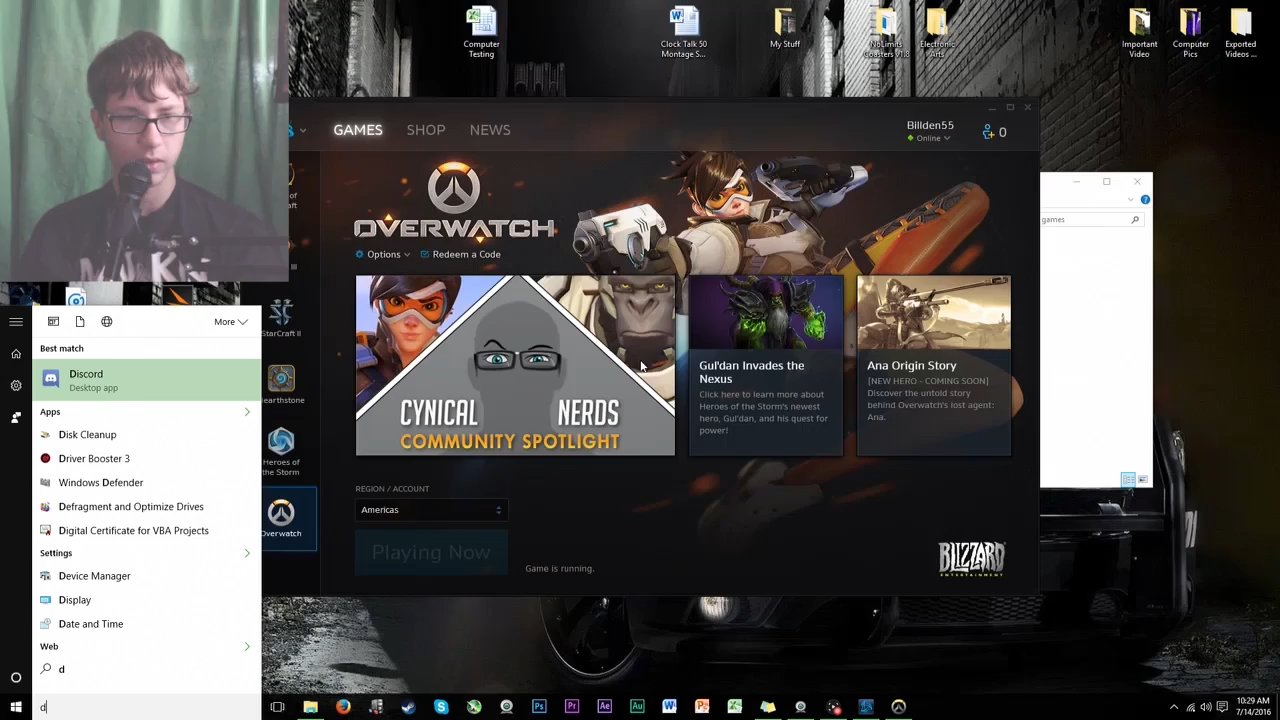 Computer
Testing
Clock Talk 50
Montage S...
My Stuff
NoLimits
Coasters v1.8
Electronic
Arts
Important
Video
Computer
Pics
Exported
Videos ...
GAMES
SHOP
NEWS
Billden55
Online
0
OVERWATCH
Options
Redeem a Code
games
StarCraft II
earthstone
Heroes of
the Storm
Overwatch
CYNICAL NERDS
COMMUNITY SPOTLIGHT
Gul'dan Invades the
Nexus
Click here to learn more about
Heroes of the Storm's newest
hero, Gul'dan, and his quest for
power!
Ana Origin Story
[NEW HERO - COMING SOON]
Discover the untold story
behind Overwatch's lost agent:
Ana.
REGION / ACCOUNT
Americas
Playing Now
Game is running.
BLIZZARD
ENTERTAINMENT
More
Best match
Discord
Desktop app
Apps
Disk Cleanup
Driver Booster 3
Windows Defender
Defragment and Optimize Drives
Digital Certificate for VBA Projects
Settings
Device Manager
Display
Date and Time
Web
d
d
10:29 AM
7/14/2016